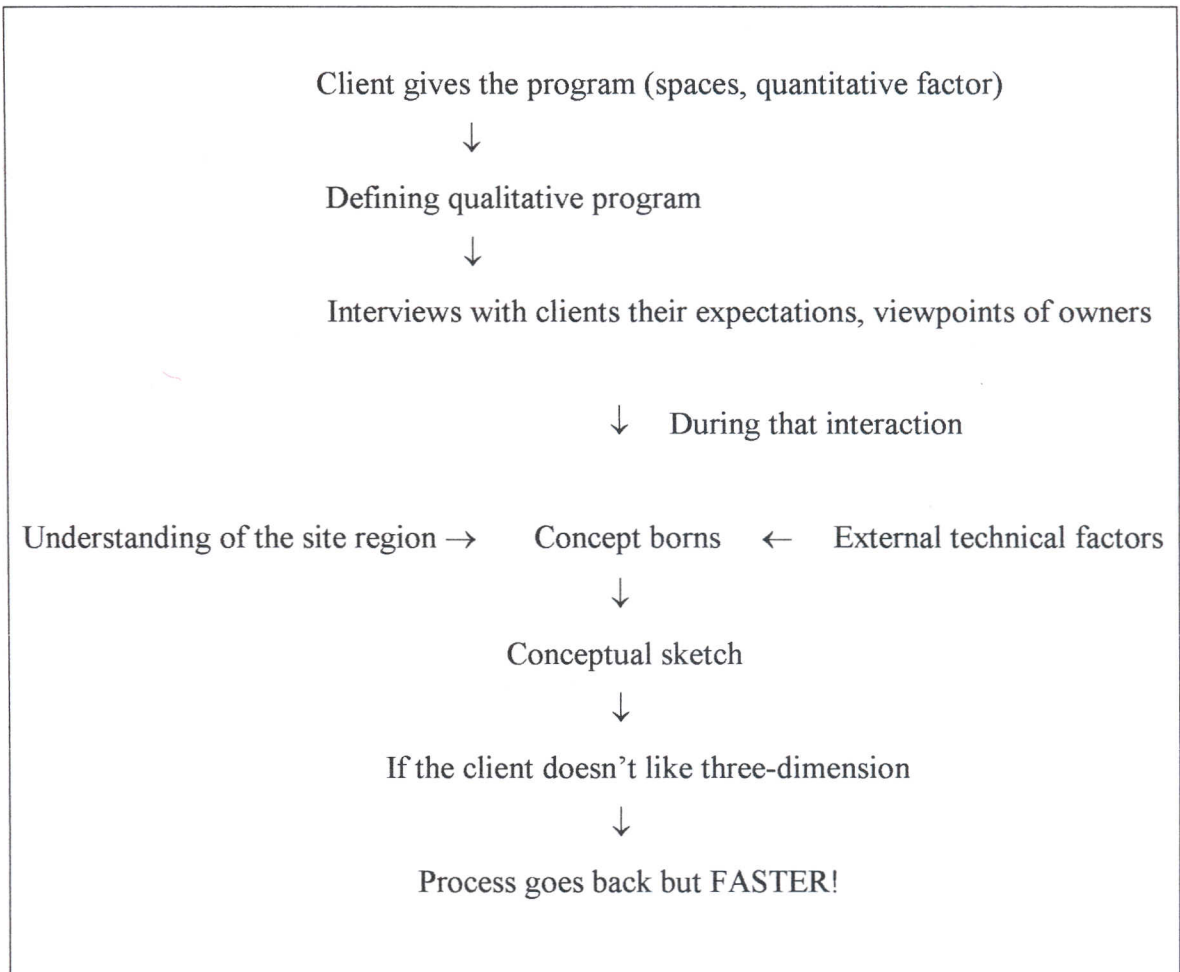 Client gives the program (spaces, quantitative factor)
↓
Defining qualitative program
↓
Interviews with clients their expectations, viewpoints of owners
↓ During that interaction
Understanding of the site region → Concept borns ← External technical factors
↓
Conceptual sketch
↓
If the client doesn't like three-dimension
↓
Process goes back but FASTER!